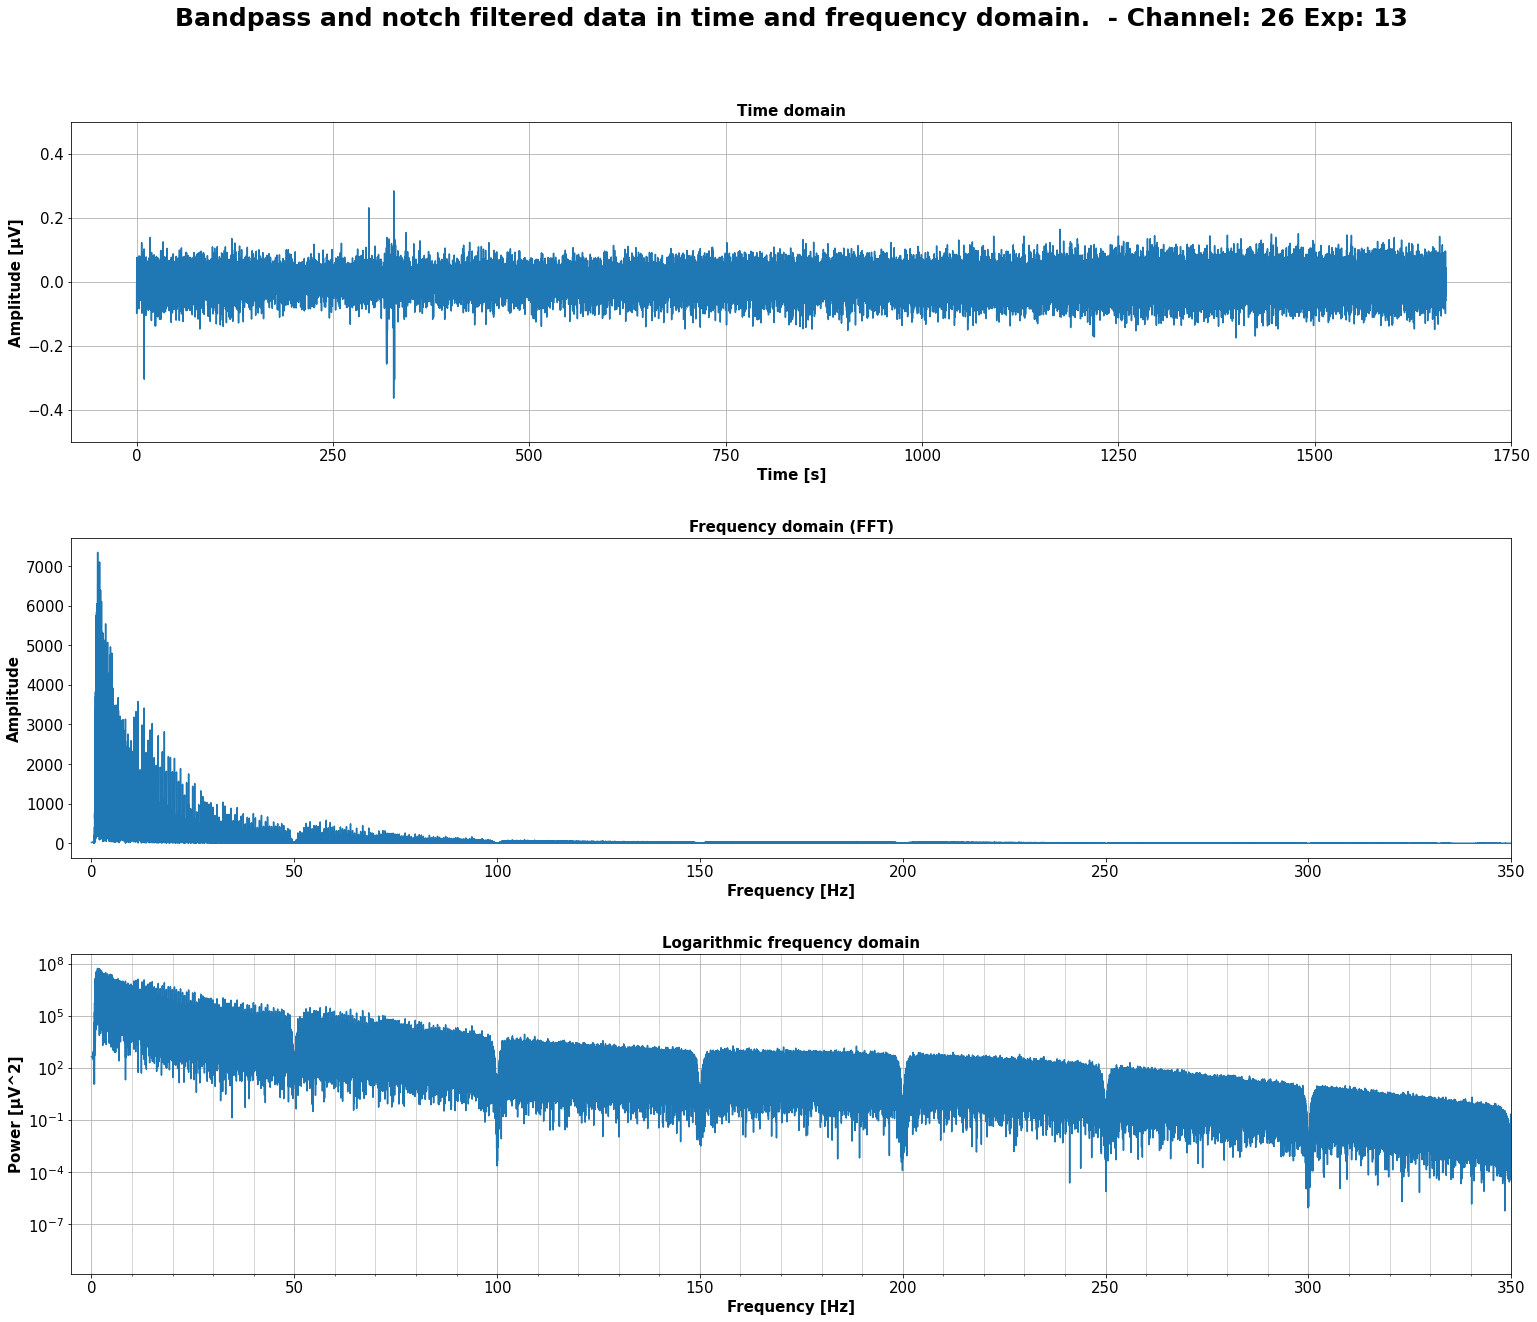 Bandpass and notch filtered data in time and frequency domain.  - Channel: 26 Exp: 13
Time domain
Amplitude [µV]
0.4
0.2
0.0
−0.2
−0.4
0 250 500 750 1000 1250 1500 1750
Time [s]
Frequency domain (FFT)
Amplitude
7000
6000
5000
4000
3000
2000
1000
0
0 50 100 150 200 250 300 350
Frequency [Hz]
Logarithmic frequency domain
Power [µV^2]
10^8
10^5
10^2
10^−1
10^−4
10^−7
0 50 100 150 200 250 300 350
Frequency [Hz]